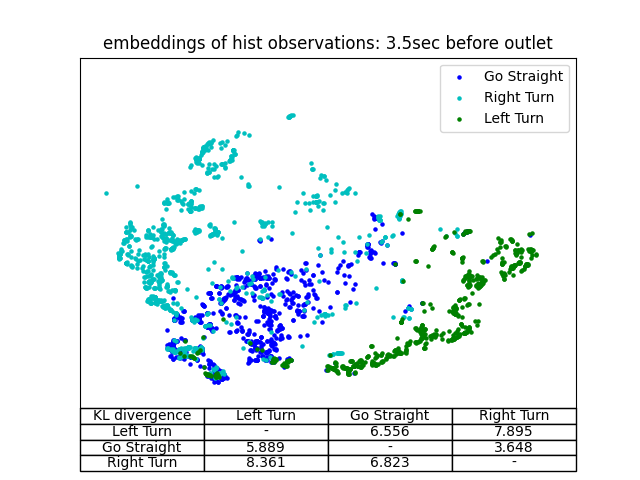 embeddings of hist observations: 3.5sec before outlet
Go Straight
Right Turn
Left Turn
KL divergence Left Turn Go Straight Right Turn
Left Turn - 6.556 7.895
Go Straight 5.889 - 3.648
Right Turn 8.361 6.823 -